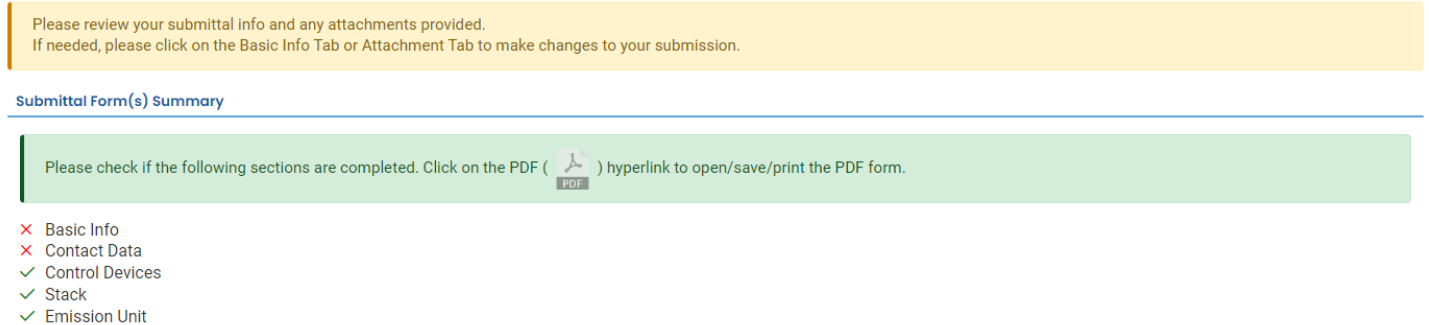 Please review your submittal info and any attachments provided.
If needed, please click on the Basic Info Tab or Attachment Tab to make changes to your submission.
Submittal Form(s) Summary
Please check if the following sections are completed. Click on the PDF ( PDF ) hyperlink to open/save/print the PDF form.
Basic Info
Contact Data
Control Devices
Stack
Emission Unit